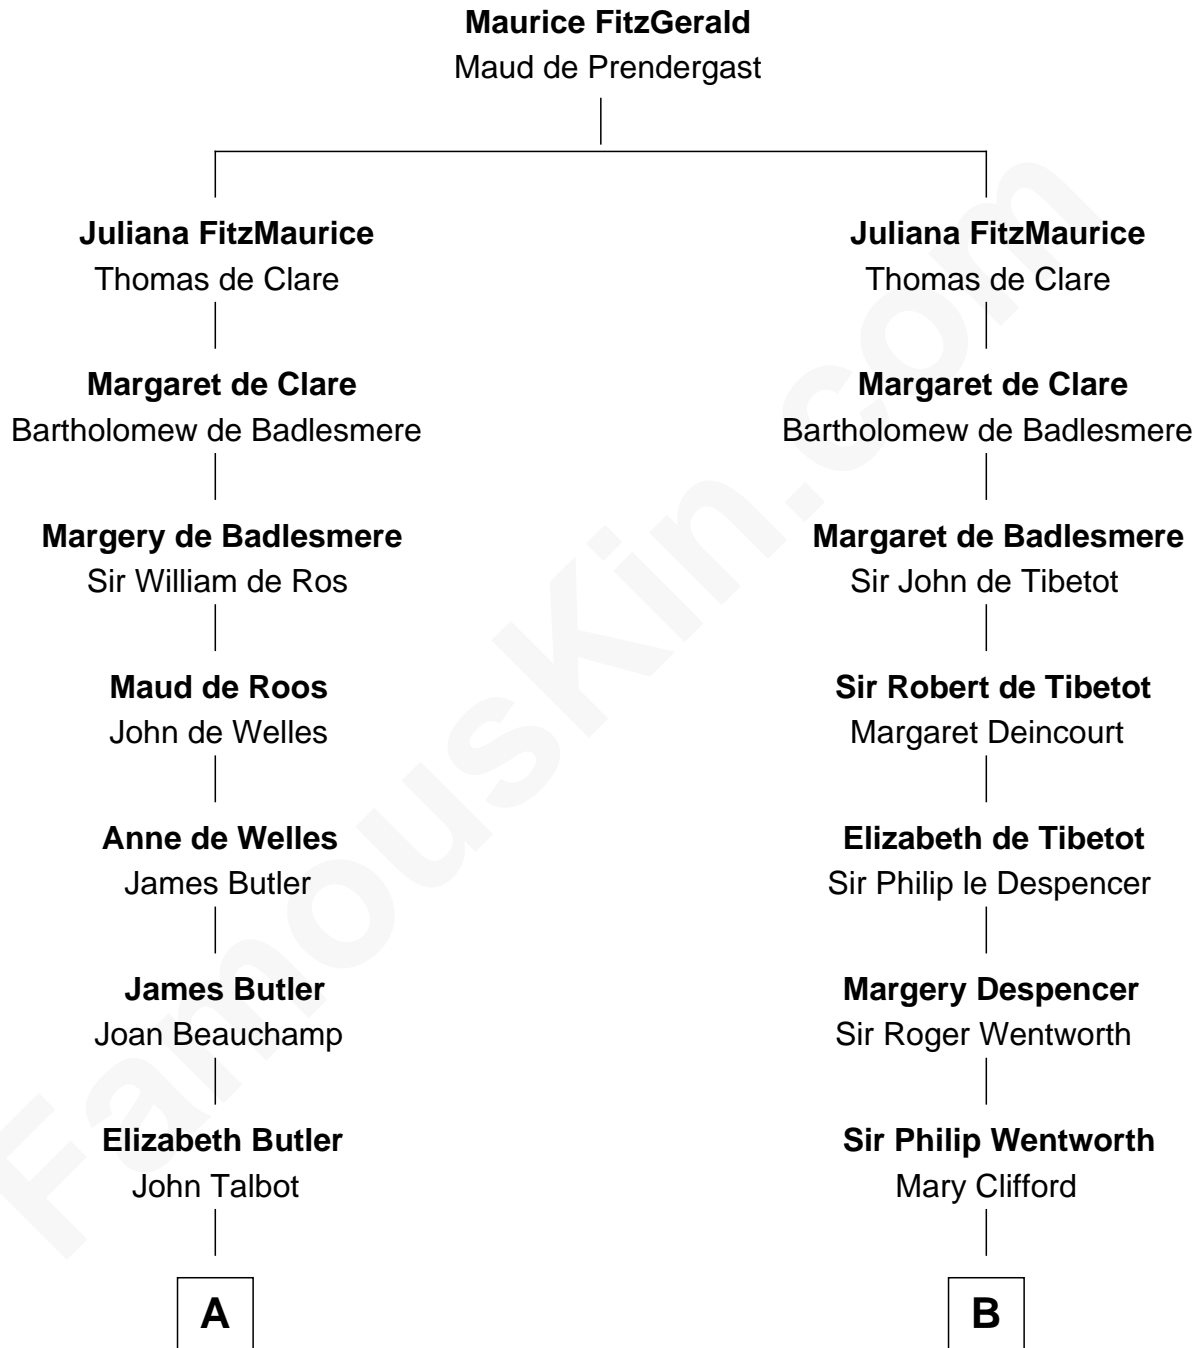 Maurice FitzGerald
Maud de Prendergast
Juliana FitzMaurice
Thomas de Clare
Margaret de Clare
Bartholomew de Badlesmere
Margery de Badlesmere
Sir William de Ros
Maud de Roos
John de Welles
Anne de Welles
James Butler
James Butler
Joan Beauchamp
Elizabeth Butler
John Talbot
A
Juliana FitzMaurice
Thomas de Clare
Margaret de Clare
Bartholomew de Badlesmere
Margaret de Badlesmere
Sir John de Tibetot
Sir Robert de Tibetot
Margaret Deincourt
Elizabeth de Tibetot
Sir Philip le Despencer
Margery Despencer
Sir Roger Wentworth
Sir Philip Wentworth
Mary Clifford
B
FamousKin.com